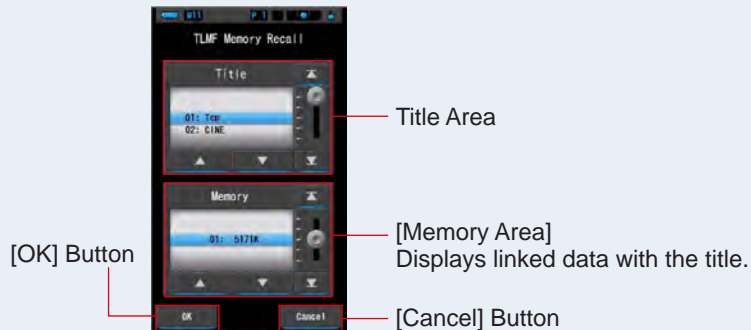 TLMF Memory Recall
Title
01: Tcp
02: CINE
Title Area
Memory
01: 5171K
[Memory Area]
Displays linked data with the title.
[OK] Button
OK
Cancel
[Cancel] Button